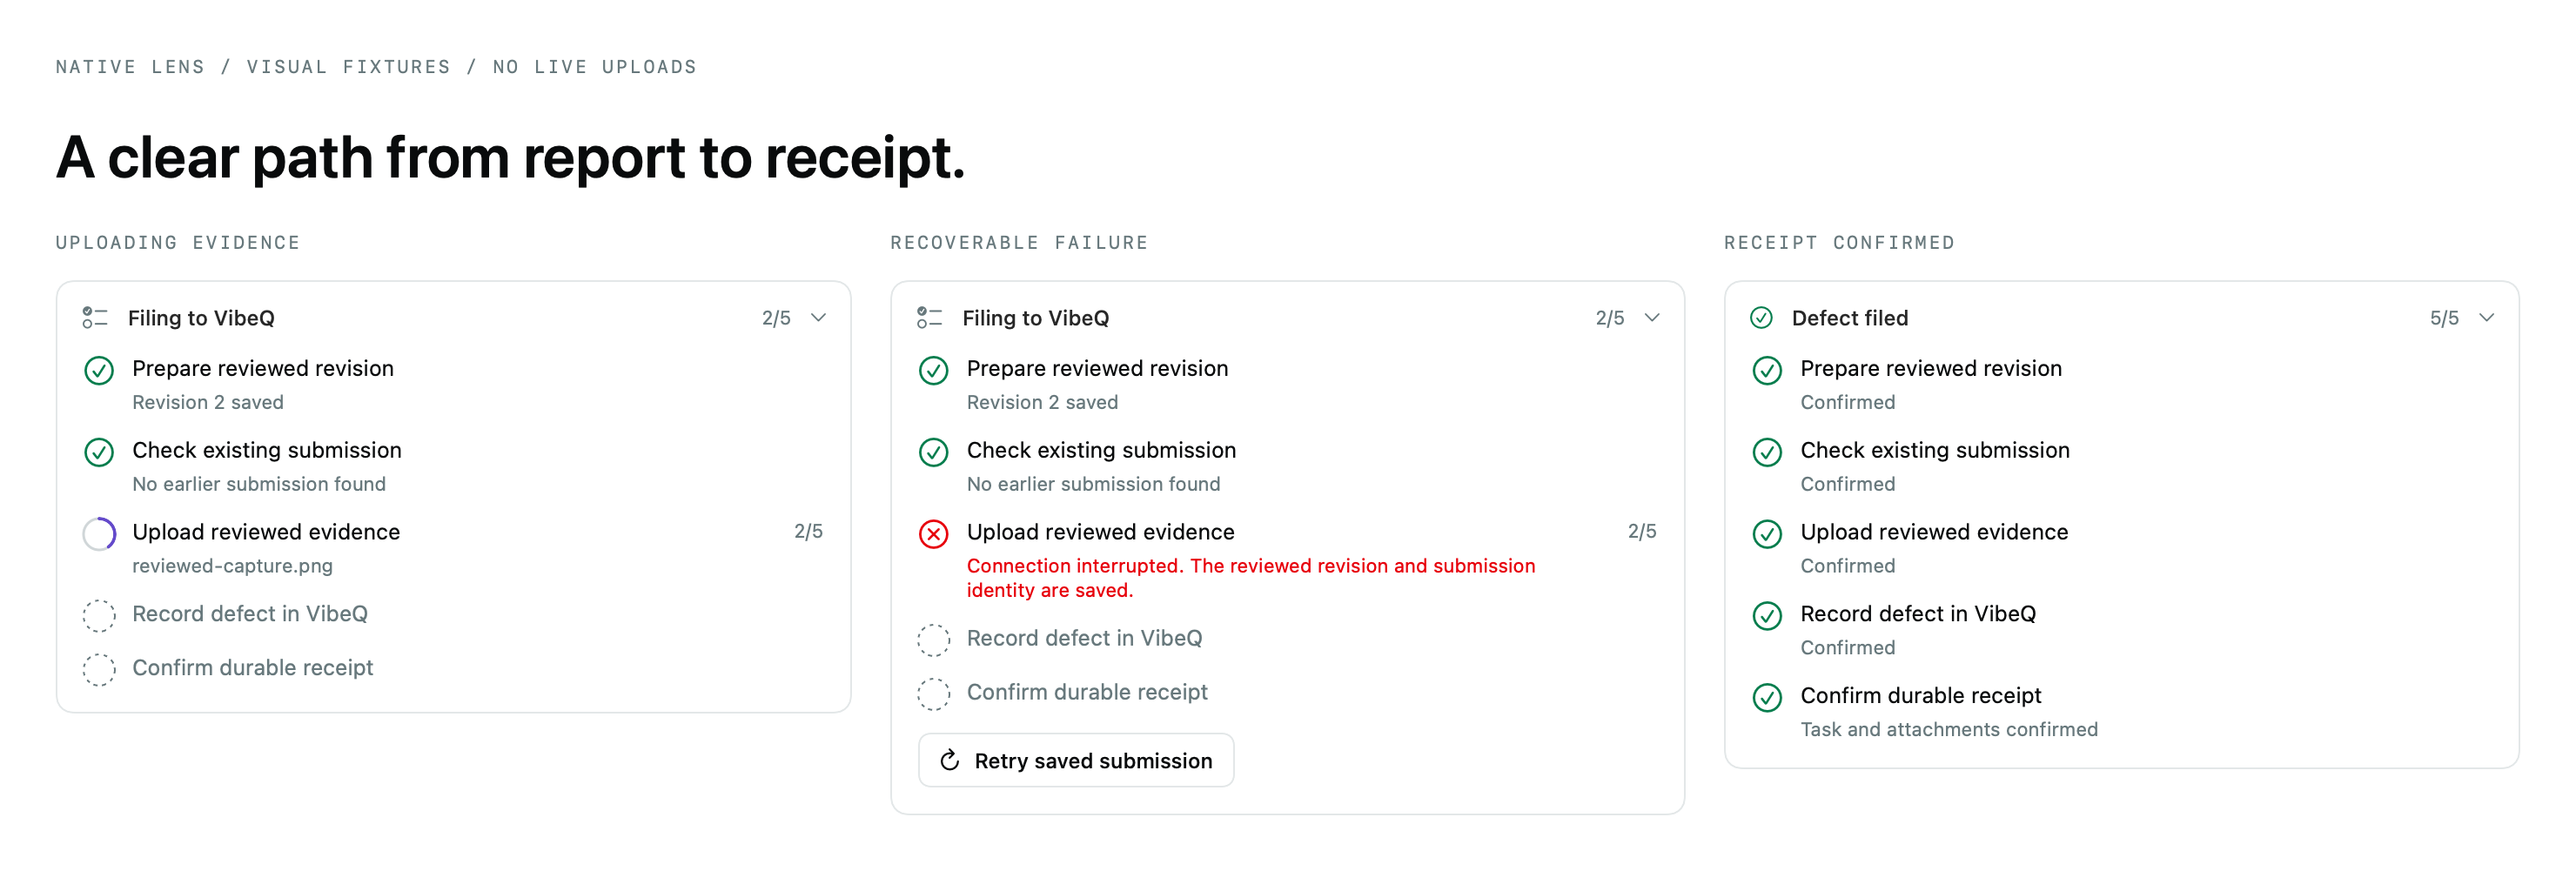 NATIVE LENS / VISUAL FIXTURES / NO LIVE UPLOADS
A clear path from report to receipt.
UPLOADING EVIDENCE
Filing to VibeQ 2/5
Prepare reviewed revision
Revision 2 saved
Check existing submission
No earlier submission found
Upload reviewed evidence 2/5
reviewed-capture.png
Record defect in VibeQ
Confirm durable receipt
RECOVERABLE FAILURE
Filing to VibeQ 2/5
Prepare reviewed revision
Revision 2 saved
Check existing submission
No earlier submission found
Upload reviewed evidence 2/5
Connection interrupted. The reviewed revision and submission
identity are saved.
Record defect in VibeQ
Confirm durable receipt
Retry saved submission
RECEIPT CONFIRMED
Defect filed 5/5
Prepare reviewed revision
Confirmed
Check existing submission
Confirmed
Upload reviewed evidence
Confirmed
Record defect in VibeQ
Confirmed
Confirm durable receipt
Task and attachments confirmed